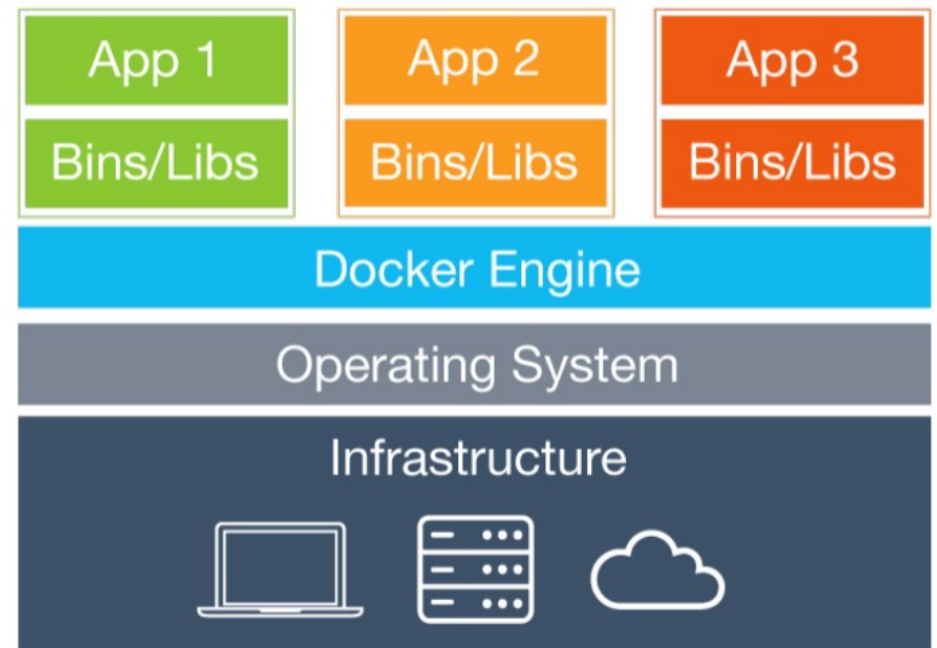 App 1
App 2
App 3
Bins/Libs
Bins/Libs
Bins/Libs
Docker Engine
Operating System
Infrastructure